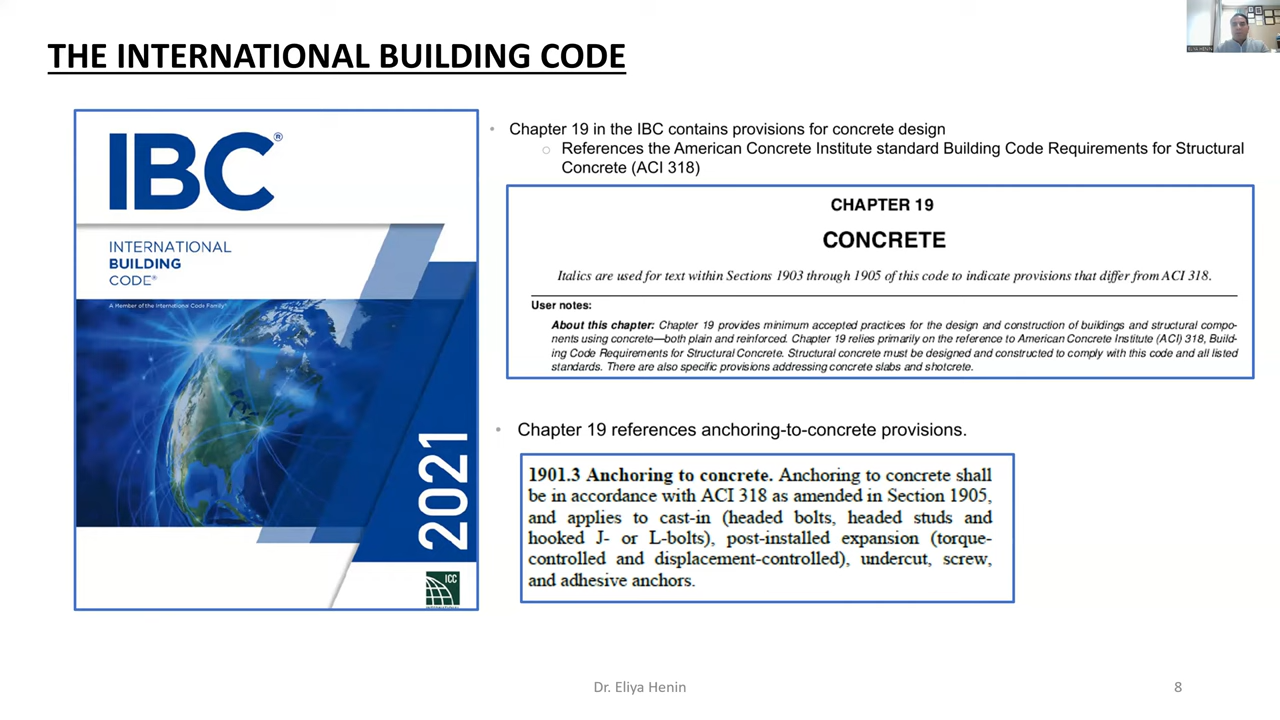 THE INTERNATIONAL BUILDING CODE
IBC®
INTERNATIONAL
BUILDING
CODE®
A Member of the International Code Family®
2021
ICC
• Chapter 19 in the IBC contains provisions for concrete design
○ References the American Concrete Institute standard Building Code Requirements for Structural
Concrete (ACI 318)
CHAPTER 19
CONCRETE
Italics are used for text within Sections 1903 through 1905 of this code to indicate provisions that differ from ACI 318.
User notes:
About this chapter: Chapter 19 provides minimum accepted practices for the design and construction of buildings and structural compo-
nents using concrete—both plain and reinforced. Chapter 19 relies primarily on the reference to American Concrete Institute (ACI) 318, Build-
ing Code Requirements for Structural Concrete. Structural concrete must be designed and constructed to comply with this code and all listed
standards. There are also specific provisions addressing concrete slabs and shotcrete.
• Chapter 19 references anchoring-to-concrete provisions.
1901.3 Anchoring to concrete. Anchoring to concrete shall
be in accordance with ACI 318 as amended in Section 1905,
and applies to cast-in (headed bolts, headed studs and
hooked J- or L-bolts), post-installed expansion (torque-
controlled and displacement-controlled), undercut, screw,
and adhesive anchors.
Dr. Eliya Henin
8